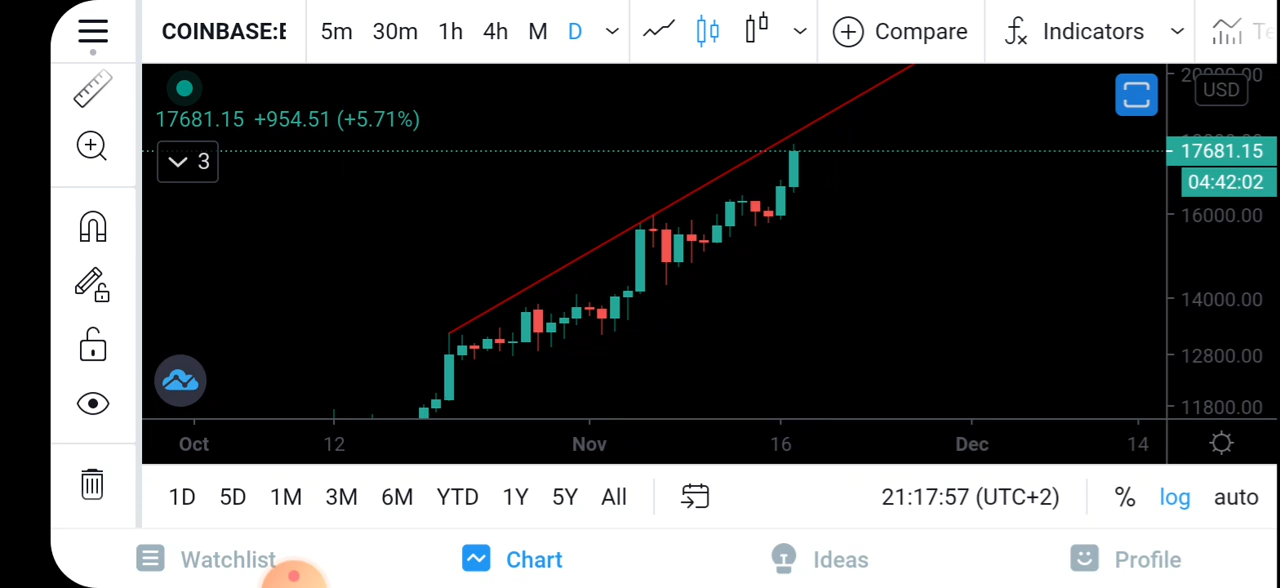 COINBASE:E 5m 30m 1h 4h M D Compare Indicators
USD
17681.15 +954.51 (+5.71%)
3
17681.15
04:42:02
16000.00
14000.00
12800.00
11800.00
Oct 12 Nov 16 Dec 14
1D 5D 1M 3M 6M YTD 1Y 5Y All 21:17:57 (UTC+2) % log auto
Watchlist Chart Ideas Profile